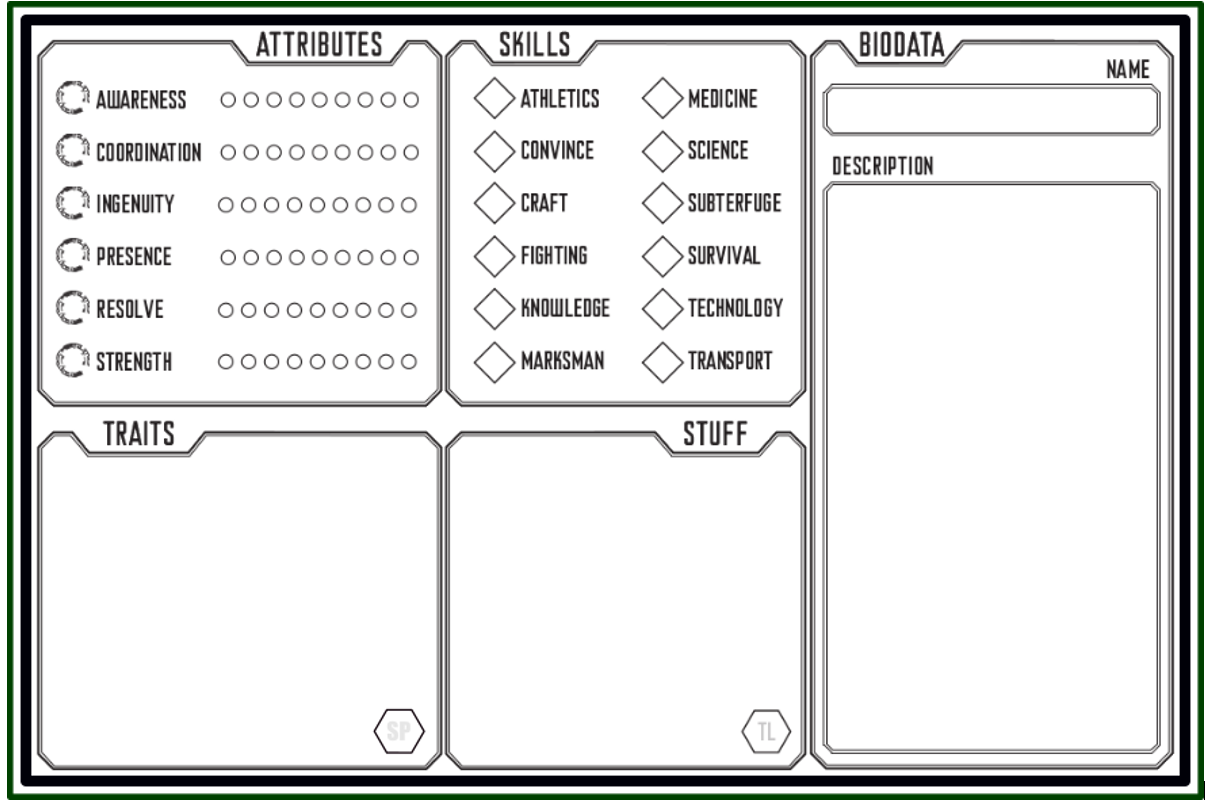 ATTRIBUTES
AWARENESS
COORDINATION
INGENUITY
PRESENCE
RESOLVE
STRENGTH
SKILLS
ATHLETICS
CONVINCE
CRAFT
FIGHTING
KNOWLEDGE
MARKSMAN
MEDICINE
SCIENCE
SUBTERFUGE
SURVIVAL
TECHNOLOGY
TRANSPORT
BIODATA
NAME
DESCRIPTION
TRAITS
SP
STUFF
TL